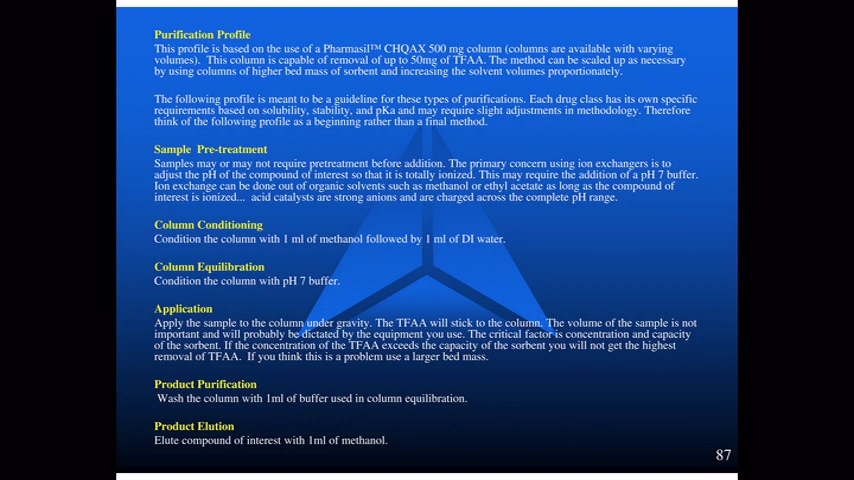 Purification Profile
This profile is based on the use of a Pharmasil™ CHQAX 500 mg column (columns are available with varying
volumes).  This column is capable of removal of up to 50mg of TFAA. The method can be scaled up as necessary
by using columns of higher bed mass of sorbent and increasing the solvent volumes proportionately.
The following profile is meant to be a guideline for these types of purifications. Each drug class has its own specific
requirements based on solubility, stability, and pKa and may require slight adjustments in methodology. Therefore
think of the following profile as a beginning rather than a final method.
Sample  Pre-treatment
Samples may or may not require pretreatment before addition. The primary concern using ion exchangers is to
adjust the pH of the compound of interest so that it is totally ionized. This may require the addition of a pH 7 buffer.
Ion exchange can be done out of organic solvents such as methanol or ethyl acetate as long as the compound of
interest is ionized... acid catalysts are strong anions and are charged across the complete pH range.
Column Conditioning
Condition the column with 1 ml of methanol followed by 1 ml of DI water.
Column Equilibration
Condition the column with pH 7 buffer.
Application
Apply the sample to the column under gravity. The TFAA will stick to the column. The volume of the sample is not
important and will probably be dictated by the equipment you use. The critical factor is concentration and capacity
of the sorbent. If the concentration of the TFAA exceeds the capacity of the sorbent you will not get the highest
removal of TFAA.  If you think this is a problem use a larger bed mass.
Product Purification
Wash the column with 1ml of buffer used in column equilibration.
Product Elution
Elute compound of interest with 1ml of methanol.
87